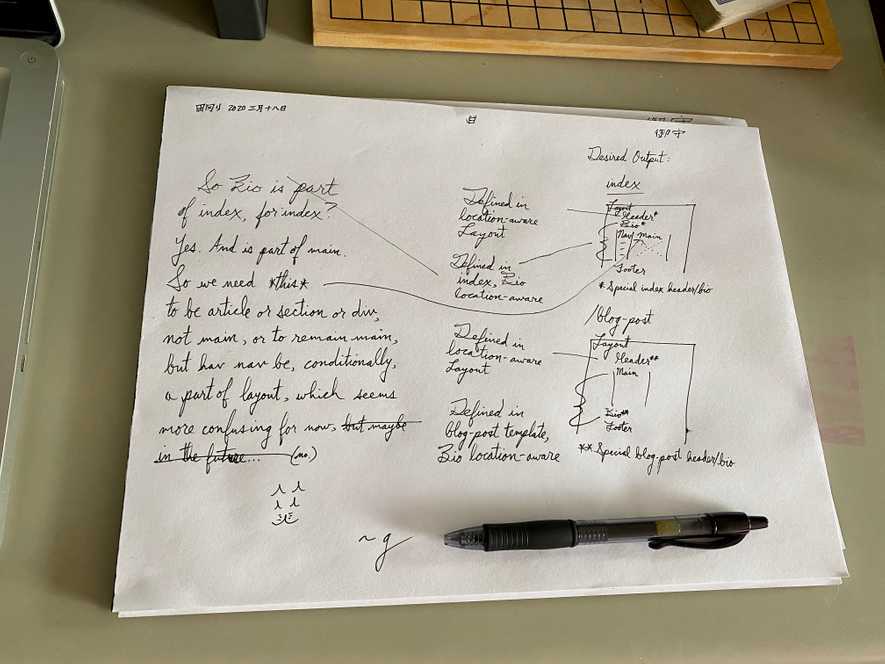 2020 二月十八日
So Bio is part
of index, for index?
Yes. And is part of main.
So we need *this*
to be article or section or div,
not main, or to remain main,
but hav nav be, conditionally,
a part of layout, which seems
more confusing for now, but maybe
in the future... (no.)
~g
Defined in
location-aware
Layout
Defined in
index, Bio
location-aware
Defined in
location-aware
Layout
Defined in
blog-post template,
Bio location-aware
Desired Output:
index
Layout
Header*
Bio*
Nav Main
Footer
* Special index header/bio
/blog-post
Layout
Header**
Main
Bio**
Footer
** Special blog-post header/bio